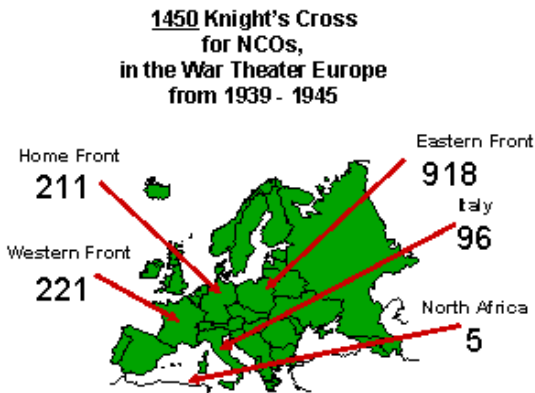 1450 Knight's Cross
for NCOs,
in the War Theater Europe
from 1939 - 1945
Home Front
211
Eastern Front
918
Italy
96
Western Front
221
North Africa
5